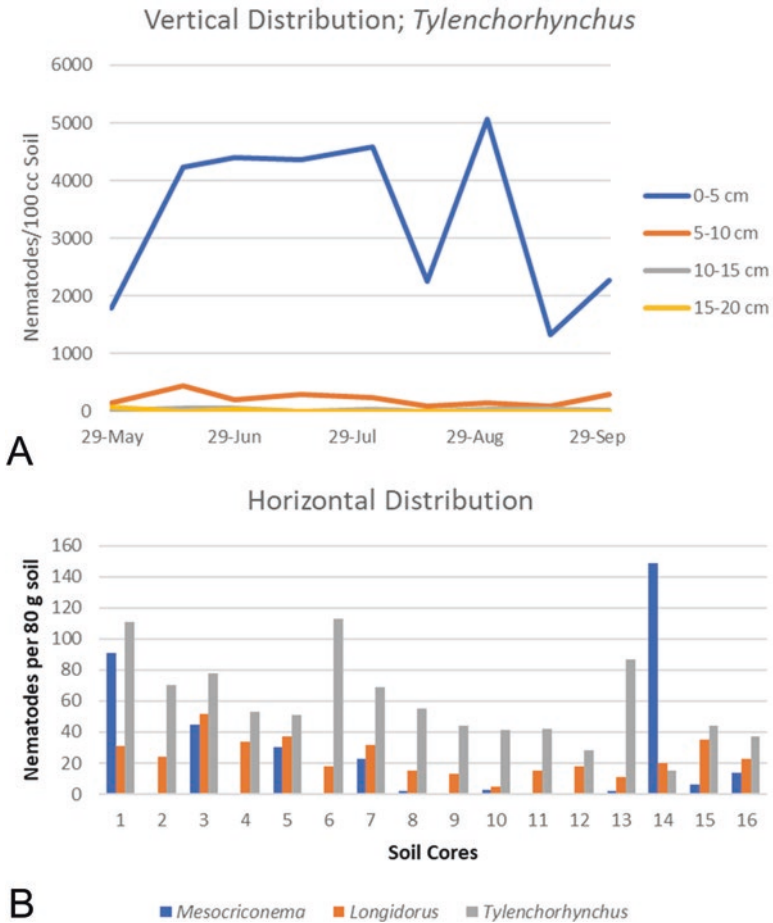 Vertical Distribution; Tylenchorhynchus
6000
5000
4000
3000
2000
1000
0
Nematodes/100 cc Soil
29-May 29-Jun 29-Jul 29-Aug 29-Sep
0-5 cm
5-10 cm
10-15 cm
15-20 cm
A
Horizontal Distribution
160
140
120
100
80
60
40
20
0
Nematodes per 80 g soil
1 2 3 4 5 6 7 8 9 10 11 12 13 14 15 16
Soil Cores
B
Mesocriconema Longidorus Tylenchorhynchus